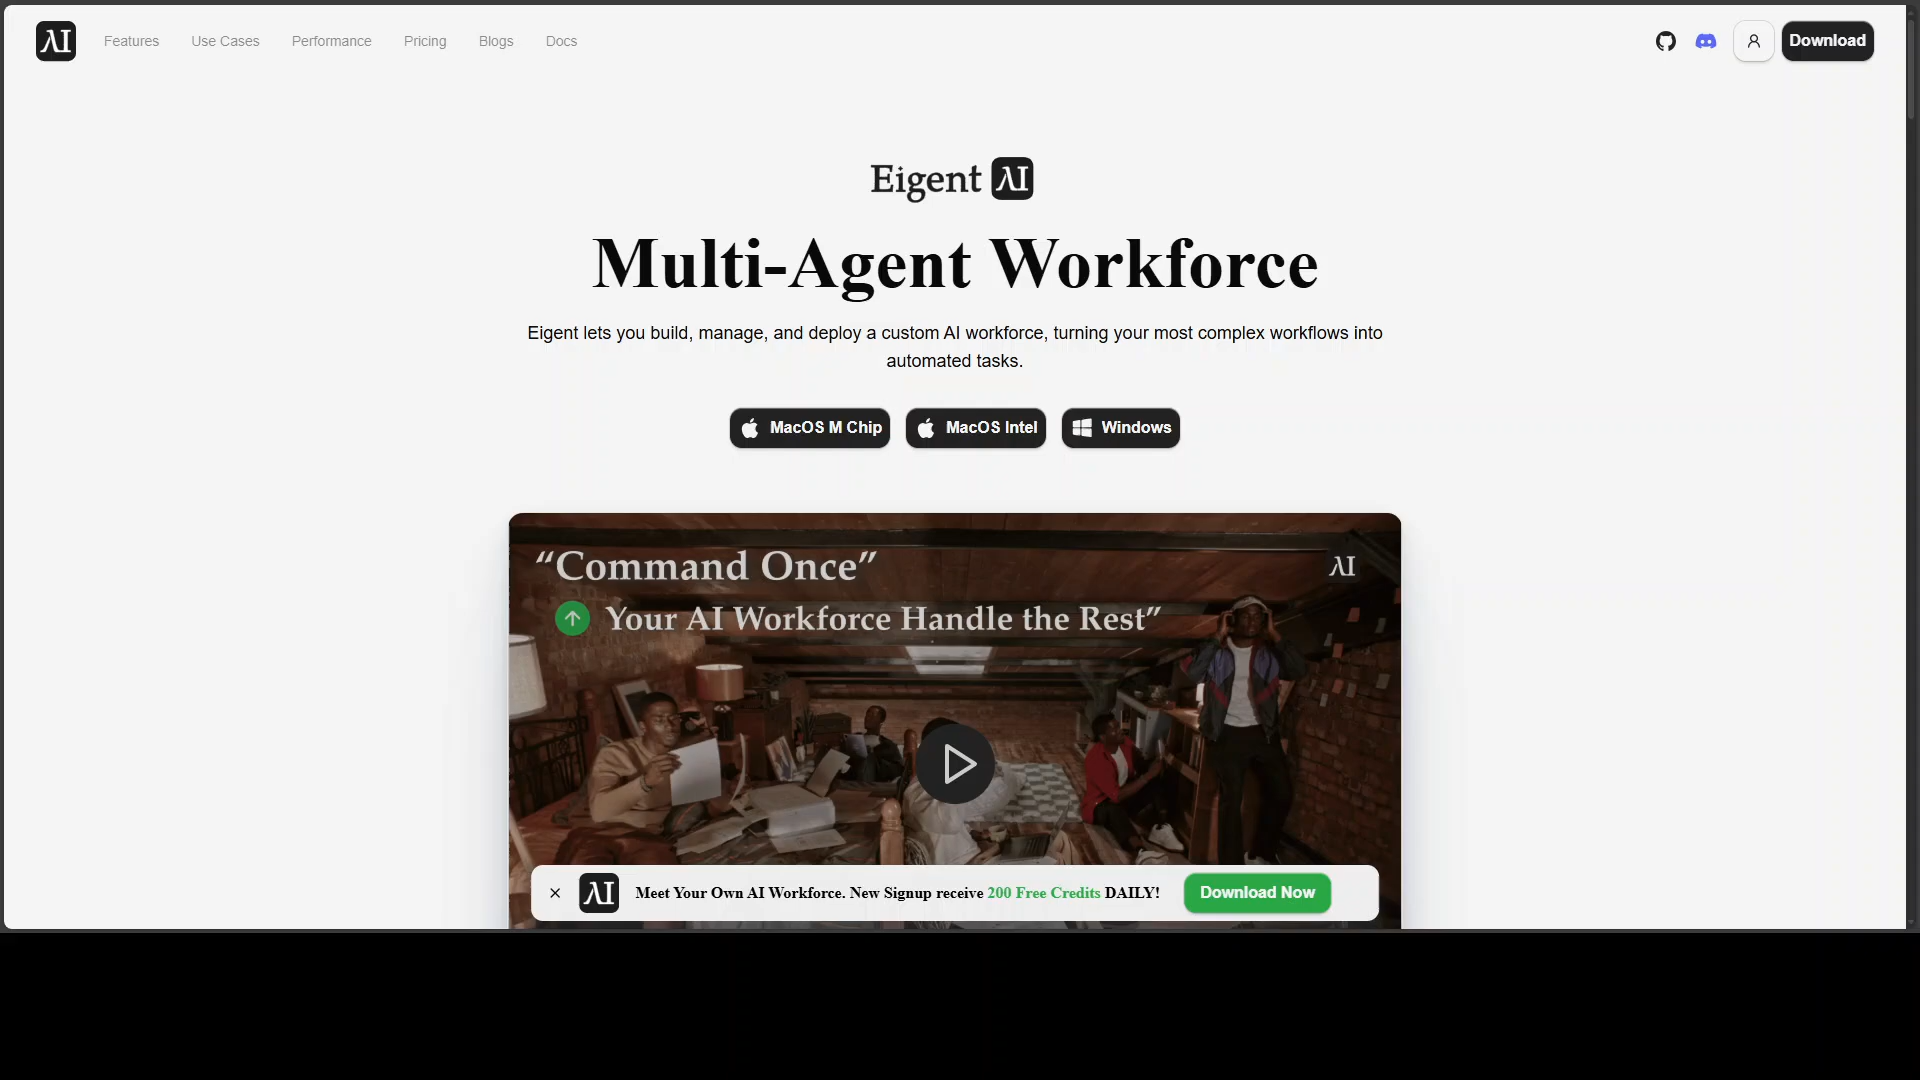 λI
Features
Use Cases
Performance
Pricing
Blogs
Docs
Download
Eigent λI
Multi-Agent Workforce
Eigent lets you build, manage, and deploy a custom AI workforce, turning your most complex workflows into
automated tasks.
MacOS M Chip
MacOS Intel
Windows
“Command Once”
λI
Your AI Workforce Handle the Rest”
λI
Meet Your Own AI Workforce. New Signup receive 200 Free Credits DAILY!
Download Now